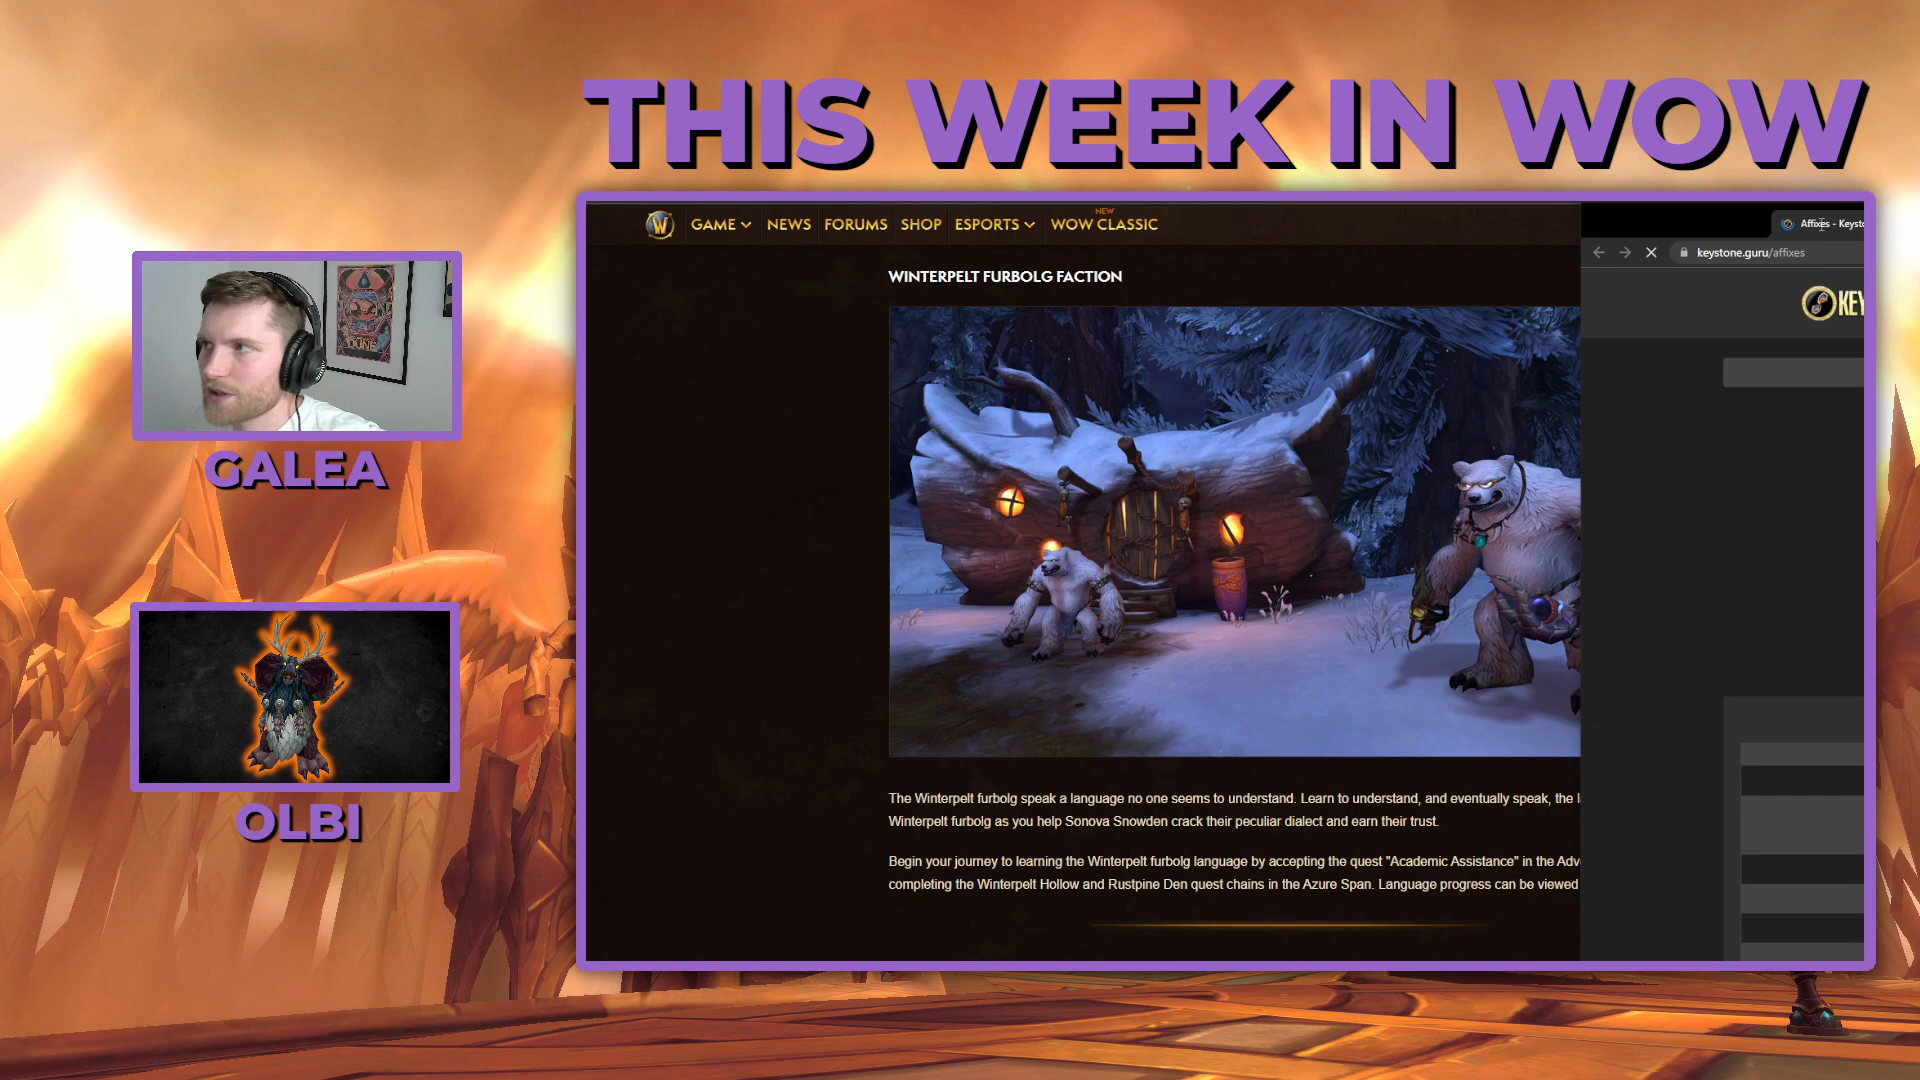 THIS WEEK IN WOW
GAME
NEWS
FORUMS
SHOP
ESPORTS
NEW
WOW CLASSIC
Affixes - Keysto
keystone.guru/affixes
KEY
WINTERPELT FURBOLG FACTION
DUNE
GALEA
OLBI
The Winterpelt furbolg speak a language no one seems to understand. Learn to understand, and eventually speak, the l
Winterpelt furbolg as you help Sonova Snowden crack their peculiar dialect and earn their trust.
Begin your journey to learning the Winterpelt furbolg language by accepting the quest "Academic Assistance" in the Adv
completing the Winterpelt Hollow and Rustpine Den quest chains in the Azure Span. Language progress can be viewed